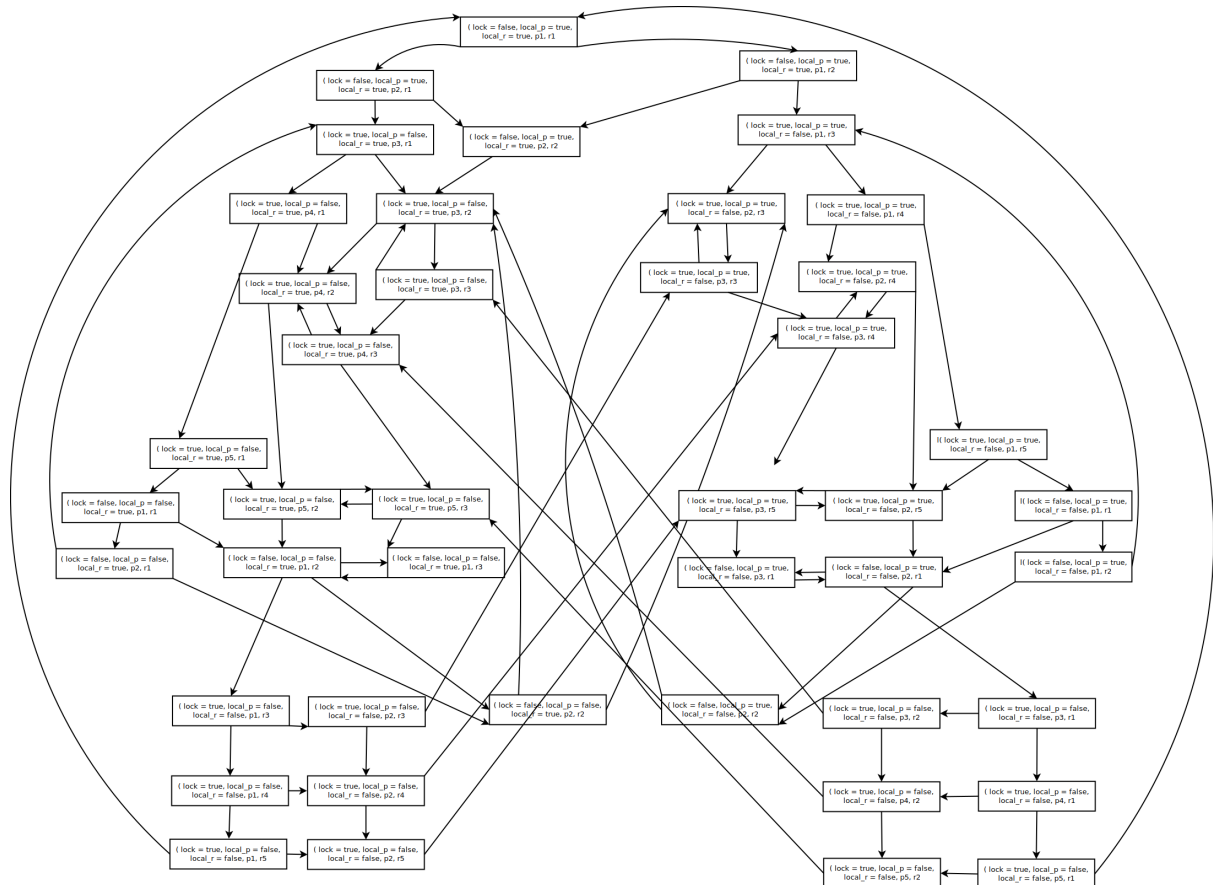 ( lock = false, local_p = true,
local_r = true, p1, r1)
( lock = false, local_p = true,
local_r = true, p1, r2)
( lock = false, local_p = true,
local_r = true, p2, r1)
( lock = true, local_p = true,
local_r = false, p1, r3)
( lock = true, local_p = false,
local_r = true, p3, r1)
( lock = false, local_p = true,
local_r = true, p2, r2)
( lock = true, local_p = false,
local_r = true, p4, r1)
( lock = true, local_p = false,
local_r = true, p3, r2)
( lock = true, local_p = true,
local_r = false, p2, r3)
( lock = true, local_p = true,
local_r = false, p1, r4)
( lock = true, local_p = false,
local_r = true, p4, r2)
( lock = true, local_p = false,
local_r = true, p3, r3)
( lock = true, local_p = true,
local_r = false, p3, r3)
( lock = true, local_p = true,
local_r = false, p2, r4)
( lock = true, local_p = false,
local_r = true, p4, r3)
( lock = true, local_p = true,
local_r = false, p3, r4)
( lock = true, local_p = false,
local_r = true, p5, r1)
I( lock = true, local_p = true,
local_r = false, p1, r5)
( lock = false, local_p = false,
local_r = true, p1, r1)
( lock = true, local_p = false,
local_r = true, p5, r2)
( lock = true, local_p = false,
local_r = true, p5, r3)
( lock = true, local_p = true,
local_r = false, p3, r5)
( lock = true, local_p = true,
local_r = false, p2, r5)
I( lock = false, local_p = true,
local_r = false, p1, r1)
( lock = false, local_p = false,
local_r = true, p2, r1)
( lock = false, local_p = false,
local_r = true, p1, r2)
( lock = false, local_p = false,
local_r = true, p1, r3)
( lock = false, local_p = true,
local_r = false, p3, r1)
( lock = false, local_p = true,
local_r = false, p2, r1)
I( lock = false, local_p = true,
local_r = false, p1, r2)
( lock = true, local_p = false,
local_r = false, p1, r3)
( lock = true, local_p = false,
local_r = false, p2, r3)
( lock = false, local_p = false,
local_r = true, p2, r2)
( lock = false, local_p = true,
local_r = false, p2, r2)
( lock = true, local_p = false,
local_r = false, p3, r2)
( lock = true, local_p = false,
local_r = false, p3, r1)
( lock = true, local_p = false,
local_r = false, p1, r4)
( lock = true, local_p = false,
local_r = false, p2, r4)
( lock = true, local_p = false,
local_r = false, p4, r2)
( lock = true, local_p = false,
local_r = false, p4, r1)
( lock = true, local_p = false,
local_r = false, p1, r5)
( lock = true, local_p = false,
local_r = false, p2, r5)
( lock = true, local_p = false,
local_r = false, p5, r2)
( lock = true, local_p = false,
local_r = false, p5, r1)